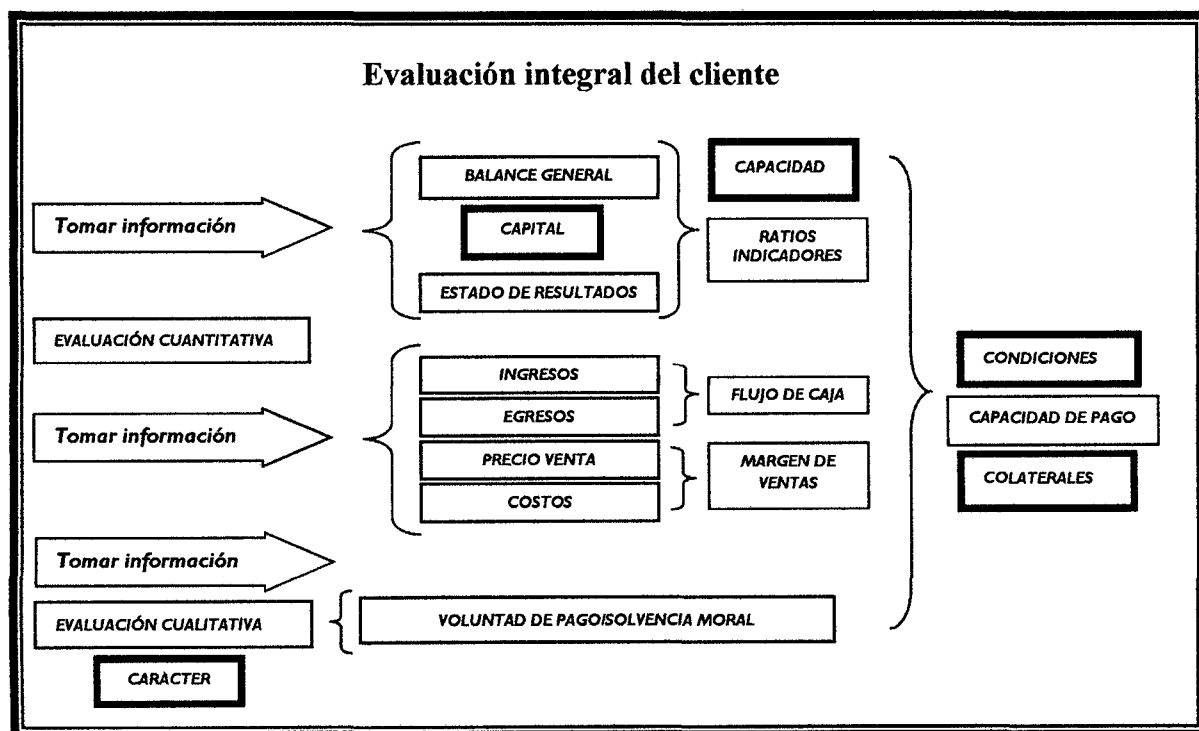 Evaluación integral del cliente
Tomar información
BALANCE GENERAL
CAPITAL
ESTADO DE RESULTADOS
CAPACIDAD
RATIOS
INDICADORES
EVALUACIÓN CUANTITATIVA
Tomar información
INGRESOS
EGRESOS
PRECIO VENTA
COSTOS
FLUJO DE CAJA
MARGEN DE
VENTAS
CONDICIONES
CAPACIDAD DE PAGO
COLATERALES
Tomar información
EVALUACIÓN CUALITATIVA
VOLUNTAD DE PAGOISOLVENCIA MORAL
CARÀCTER